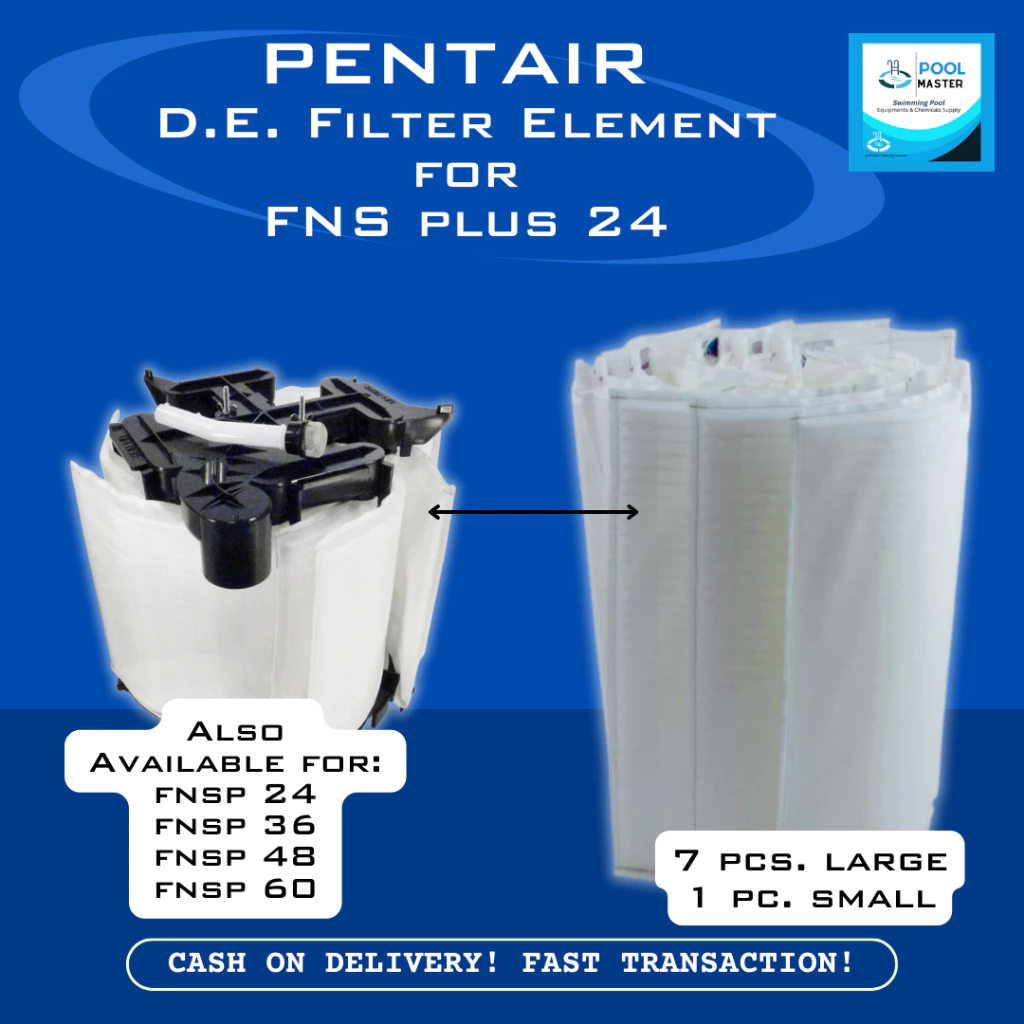 PENTAIR
D.E. FILTER ELEMENT
FOR
FNS PLUS 24
POOL
MASTER
Swimming Pool
Equipments & Chemicals Supply
ALSO
AVAILABLE FOR:
FNSP 24
FNSP 36
FNSP 48
FNSP 60
7 PCS. LARGE
1 PC. SMALL
CASH ON DELIVERY! FAST TRANSACTION!